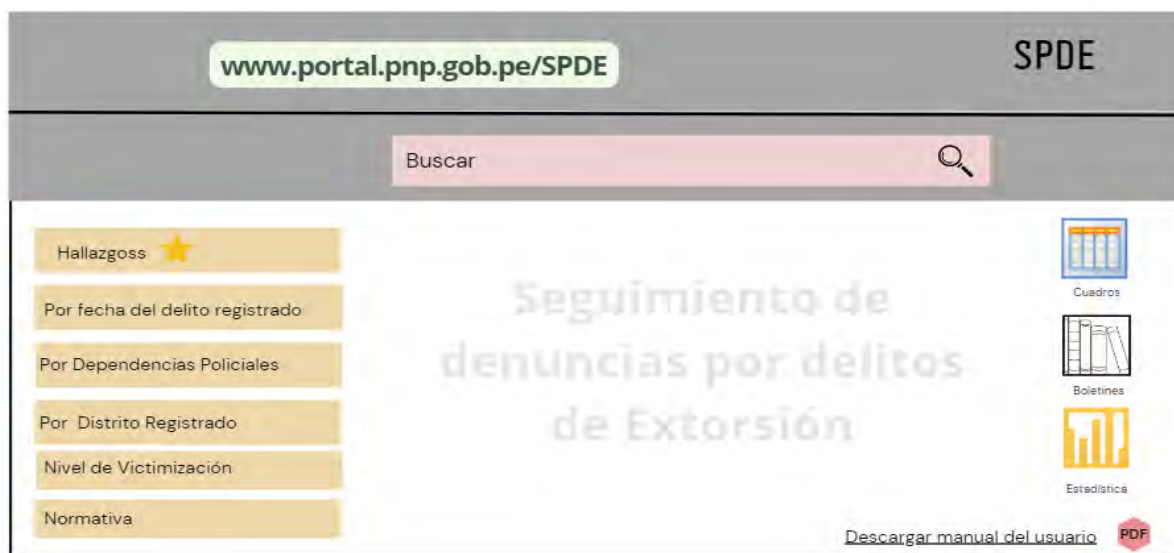 www.portal.pnp.gob.pe/SPDE
SPDE
Buscar
Hallazgoss
Por fecha del delito registrado
Por Dependencias Policiales
Por Distrito Registrado
Nivel de Victimización
Normativa
Seguimiento de
denuncias por delitos
de Extorsión
Cuadros
Boletines
Estadística
Descargar manual del usuario
PDF